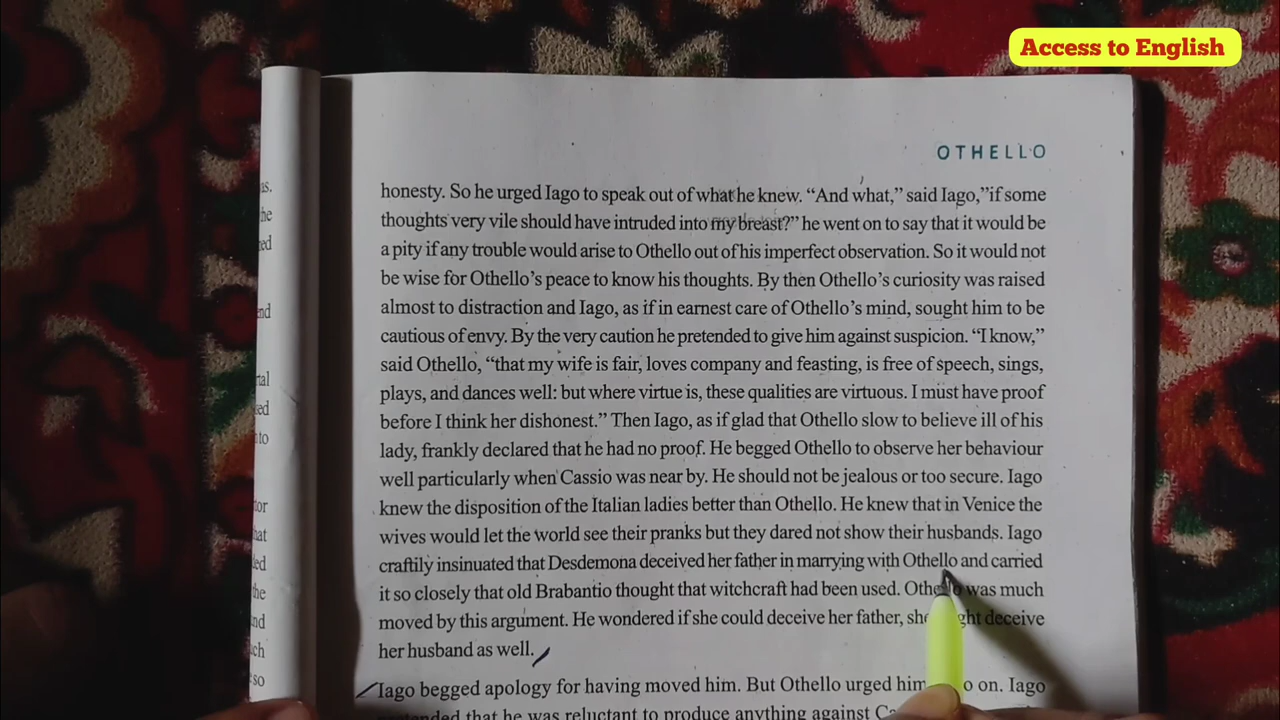 Access to English
OTHELLO
honesty. So he urged Iago to speak out of what he knew. “And what,” said Iago,”if some
thoughts very vile should have intruded into my breast?” he went on to say that it would be
a pity if any trouble would arise to Othello out of his imperfect observation. So it would not
be wise for Othello’s peace to know his thoughts. By then Othello’s curiosity was raised
almost to distraction and Iago, as if in earnest care of Othello’s mind, sought him to be
cautious of envy. By the very caution he pretended to give him against suspicion. “I know,”
said Othello, “that my wife is fair, loves company and feasting, is free of speech, sings,
plays, and dances well: but where virtue is, these qualities are virtuous. I must have proof
before I think her dishonest.” Then Iago, as if glad that Othello slow to believe ill of his
lady, frankly declared that he had no proof. He begged Othello to observe her behaviour
well particularly when Cassio was near by. He should not be jealous or too secure. Iago
knew the disposition of the Italian ladies better than Othello. He knew that in Venice the
wives would let the world see their pranks but they dared not show their husbands. Iago
craftily insinuated that Desdemona deceived her father in marrying with Othello and carried
it so closely that old Brabantio thought that witchcraft had been used. Othello was much
moved by this argument. He wondered if she could deceive her father, she deceive
her husband as well.
Iago begged apology for having moved him. But Othello urged him on. Iago
that he was reluctant to produce anything against